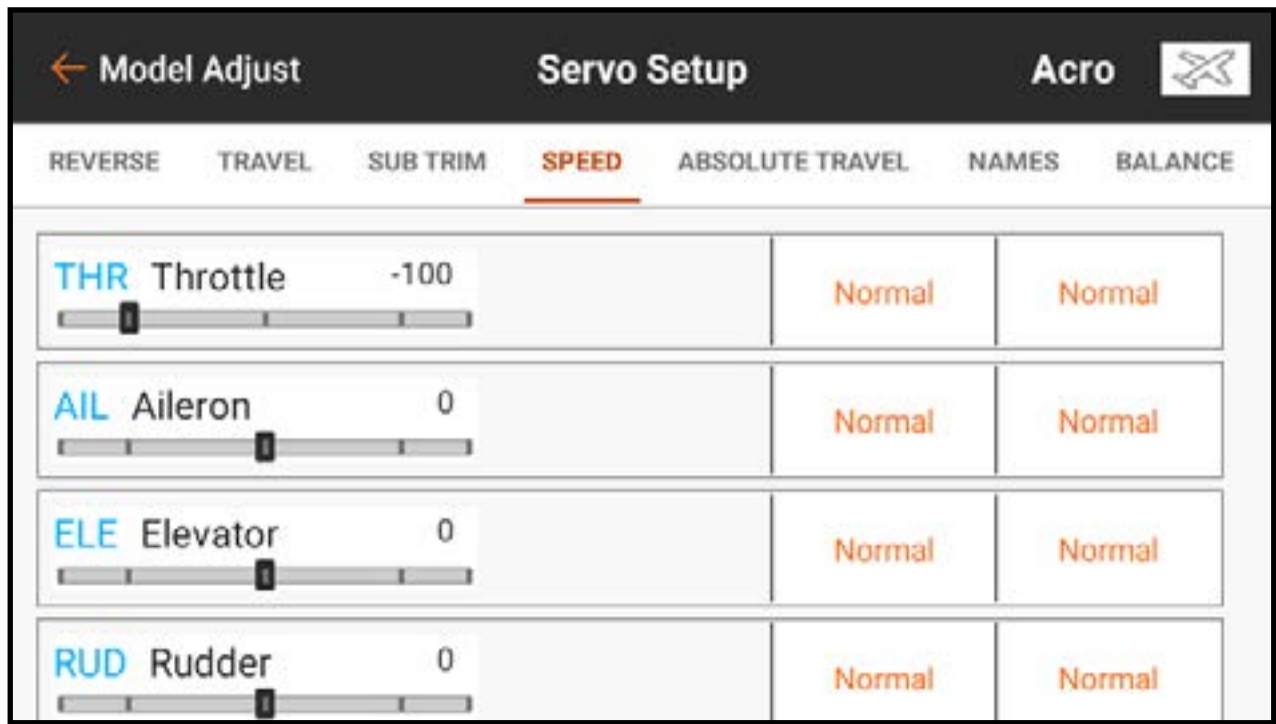 Model Adjust Servo Setup Acro
REVERSE TRAVEL SUB TRIM SPEED ABSOLUTE TRAVEL NAMES BALANCE
THR Throttle -100 Normal Normal
AIL Aileron 0 Normal Normal
ELE Elevator 0 Normal Normal
RUD Rudder 0 Normal Normal